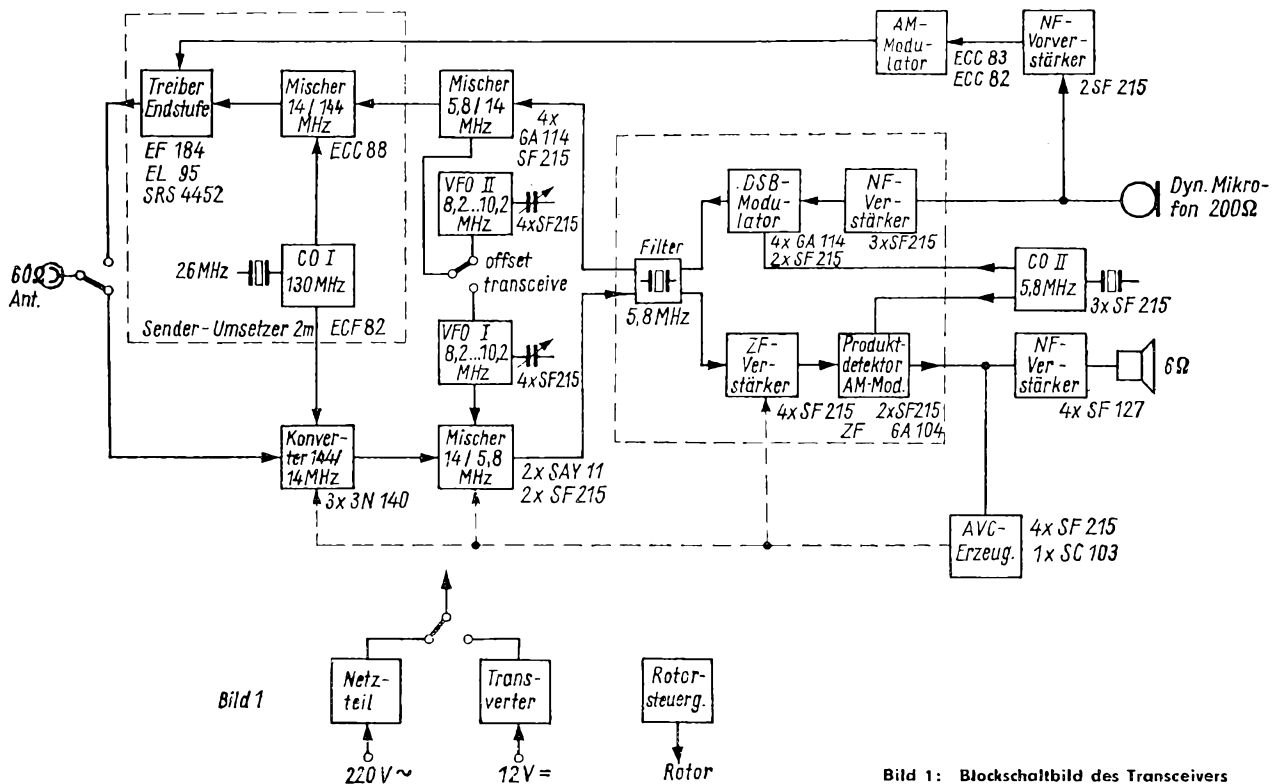 AM-
Modu-
lator
ECC 83
ECC 82
NF-
Vorver-
stärker
2SF 215
Treiber
Endstufe
EF 184
EL 95
SRS 4452
Mischer
14/144
MHz
ECC88
Mischer
5,8/14
MHz
4x
GA 114
SF 215
VFO II
8,2...10,2
MHz
4xSF215
offset
transceive
VFO I
8,2...10,2
MHz
4xSF215
26MHz
CO I
130MHz
ECF 82
Sender-Umsetzer 2m
60Ω
Ant.
Filter
5,8MHz
DSB-
Modu-
lator
4x GA 114
2x SF 215
NF-
Ver-
stärker
3xSF215
Dyn. Mikro-
fon 200Ω
CO II
5,8MHz
3x SF 215
ZF-
Ver-
stärker
4x SF 215
Produkt-
detektor
AM-Mod.
2xSF215
ZF
GA 104
NF-
Ver-
stärker
4x SF 127
6Ω
Konver-
ter 144/
14MHz
3x 3N 140
Mischer
14/5,8
MHz
2x SAY 11
2x SF 215
AVC-
Erzeug.
4x SF 215
1x SC 103
Bild 1
Netz-
teil
220V~
Trans-
verter
12V=
Rotor-
steuerg.
Rotor
Bild 1: Blockschaltbild des Transceivers